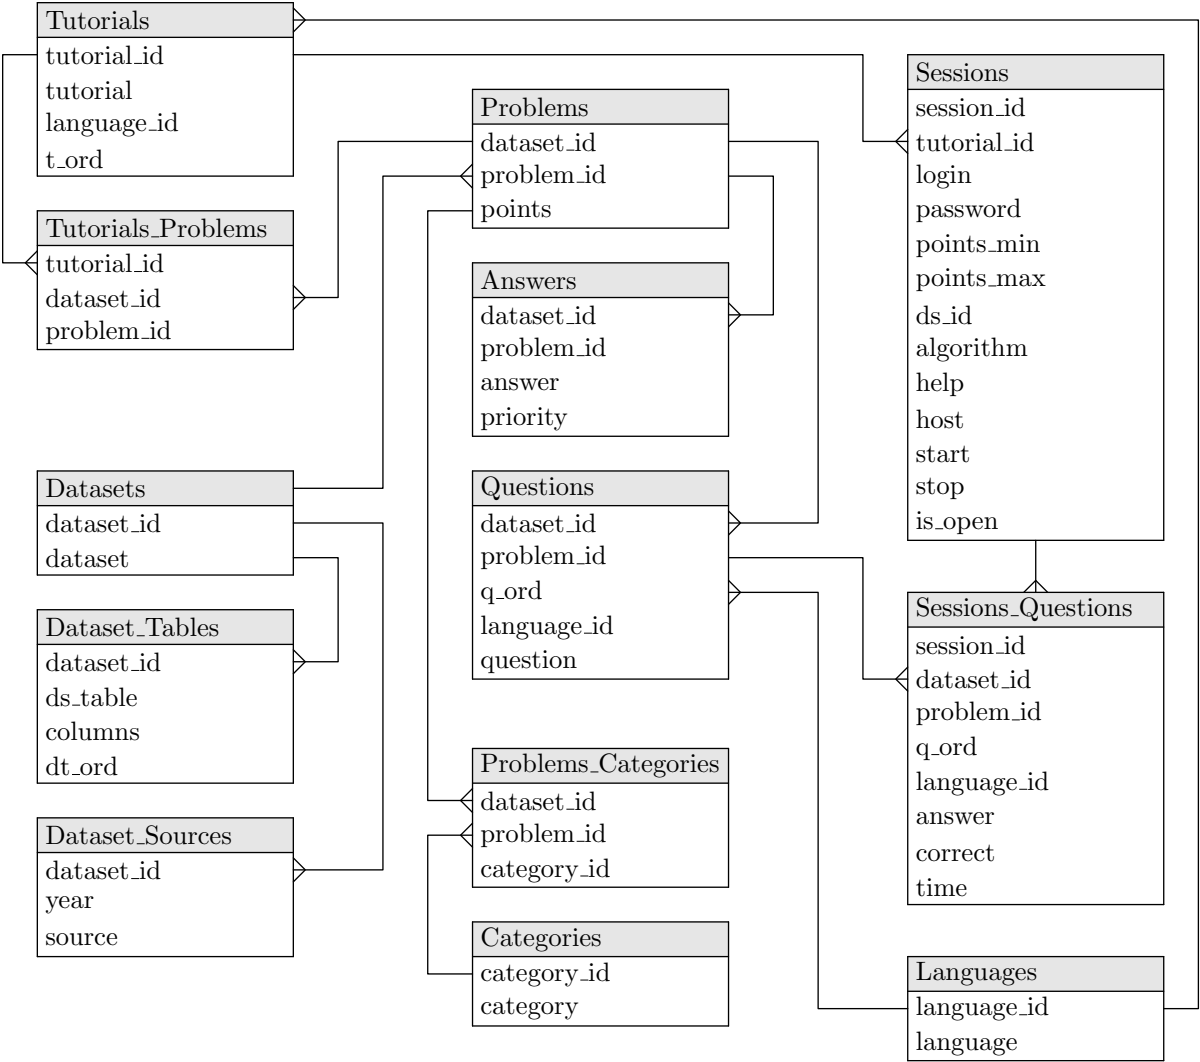 Tutorials
tutorial_id
tutorial
language_id
t_ord
Tutorials_Problems
tutorial_id
dataset_id
problem_id
Datasets
dataset_id
dataset
Dataset_Tables
dataset_id
ds_table
columns
dt_ord
Dataset_Sources
dataset_id
year
source
Problems
dataset_id
problem_id
points
Answers
dataset_id
problem_id
answer
priority
Questions
dataset_id
problem_id
q_ord
language_id
question
Problems_Categories
dataset_id
problem_id
category_id
Categories
category_id
category
Sessions
session_id
tutorial_id
login
password
points_min
points_max
ds_id
algorithm
help
host
start
stop
is_open
Sessions_Questions
session_id
dataset_id
problem_id
q_ord
language_id
answer
correct
time
Languages
language_id
language